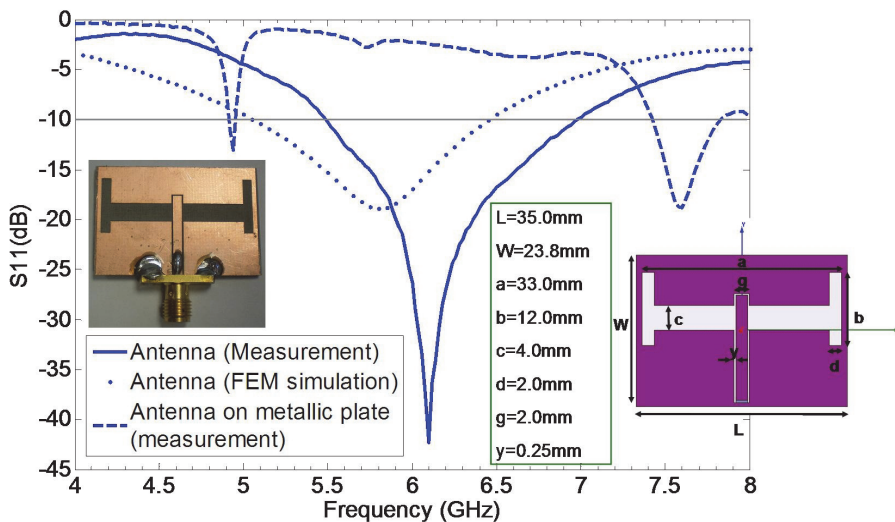 0
-5
-10
-15
-20
-25
-30
-35
-40
-45
S11(dB)
4
4.5
5
5.5
6
6.5
7
7.5
8
Frequency (GHz)
Antenna (Measurement)
Antenna (FEM simulation)
Antenna on metallic plate
(measurement)
L=35.0mm
W=23.8mm
a=33.0mm
b=12.0mm
c=4.0mm
d=2.0mm
g=2.0mm
y=0.25mm
a
g
W
c
b
y
d
L